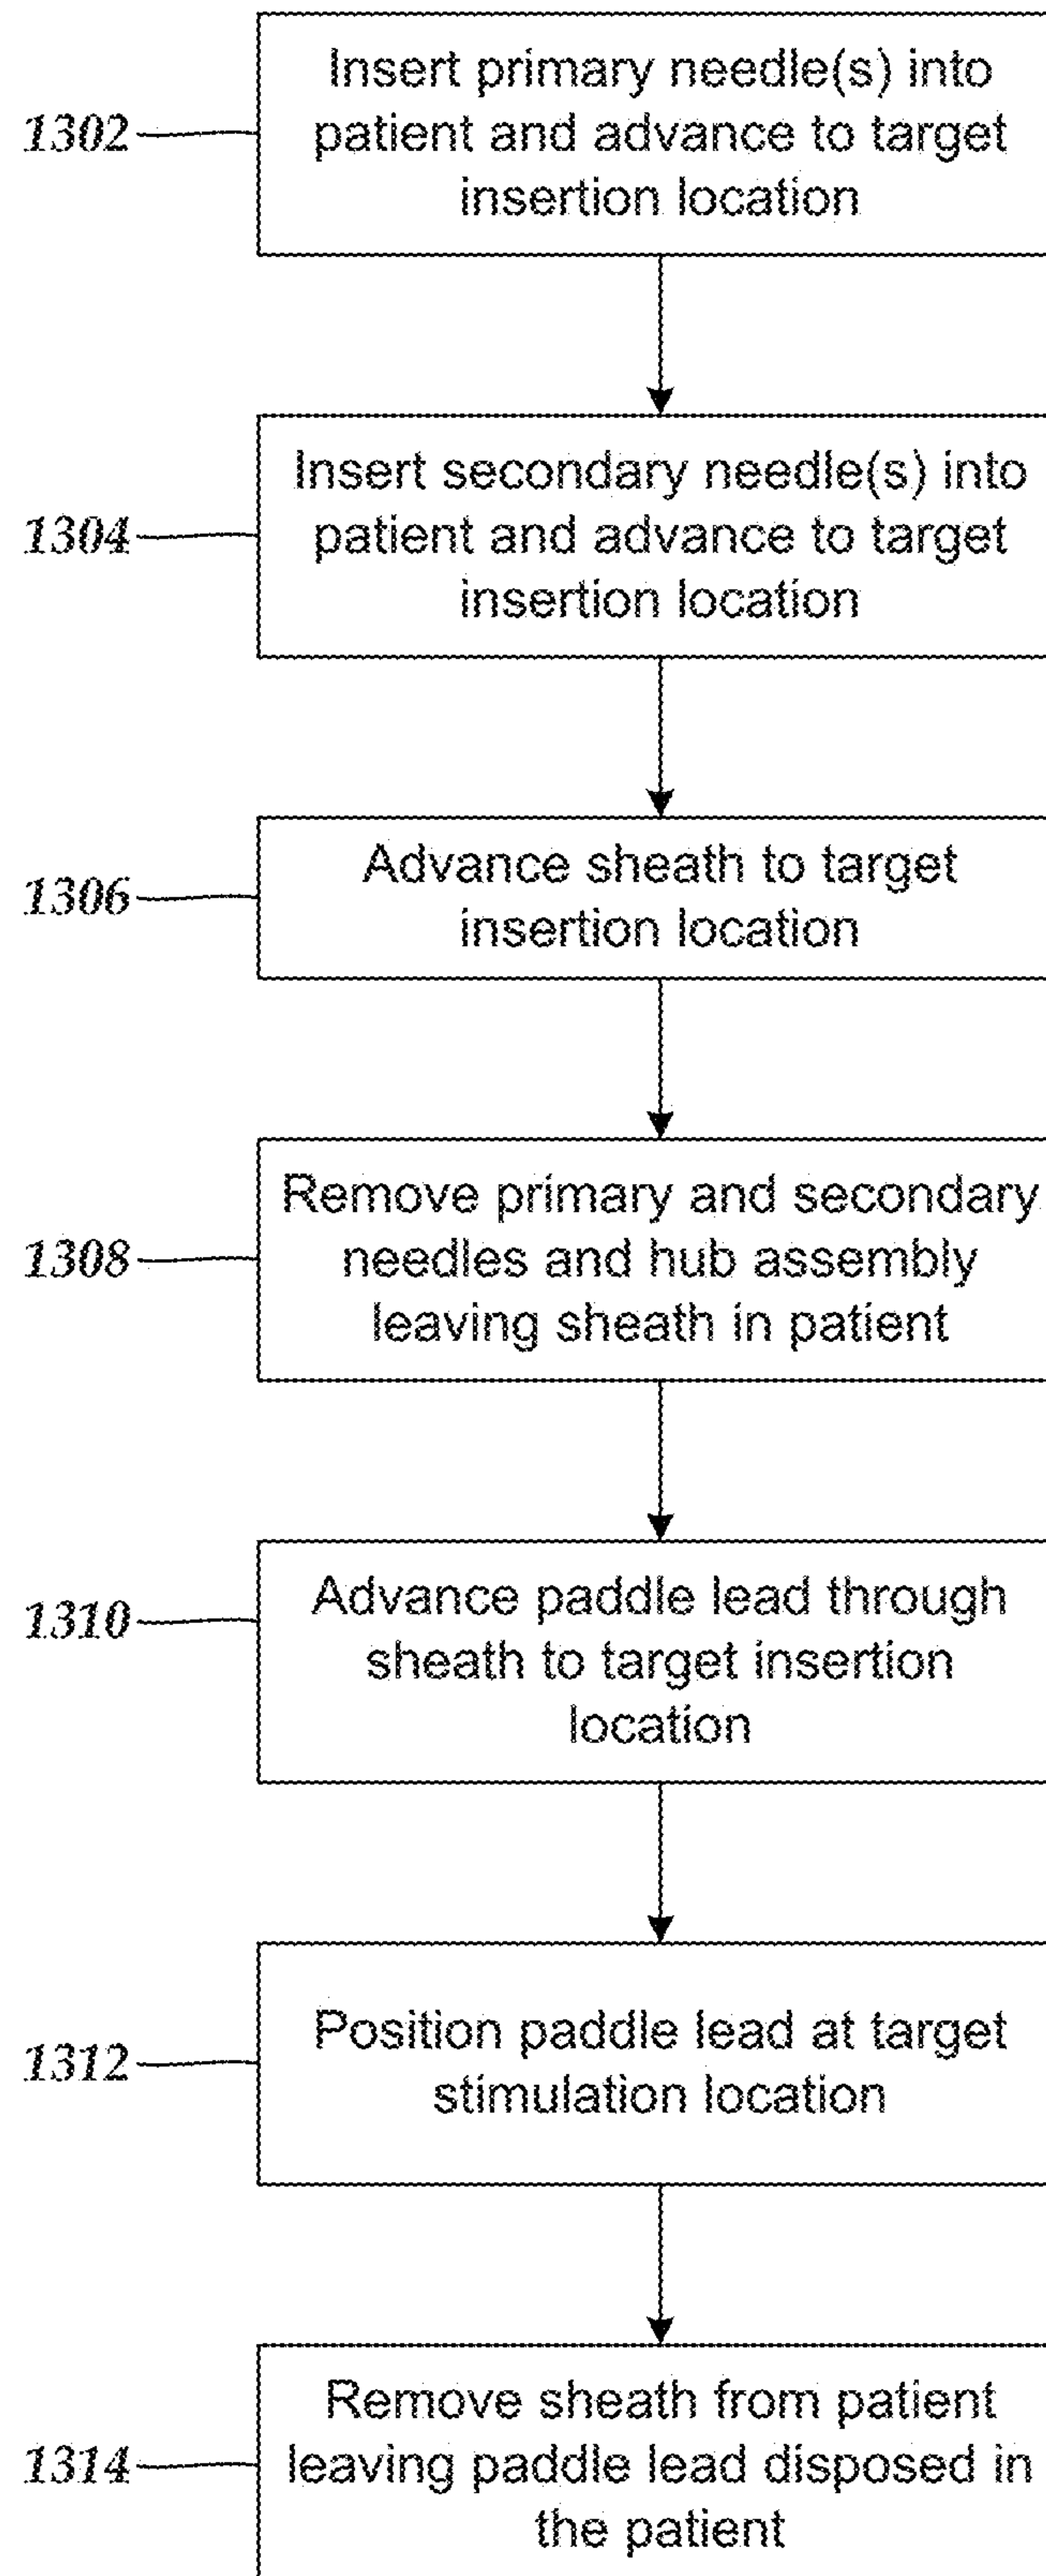 1302
Insert primary needle(s) into
patient and advance to target
insertion location
1304
Insert secondary needle(s) into
patient and advance to target
insertion location
1306
Advance sheath to target
insertion location
1308
Remove primary and secondary
needles and hub assembly
leaving sheath in patient
1310
Advance paddle lead through
sheath to target insertion
location
1312
Position paddle lead at target
stimulation location
1314
Remove sheath from patient
leaving paddle lead disposed in
the patient